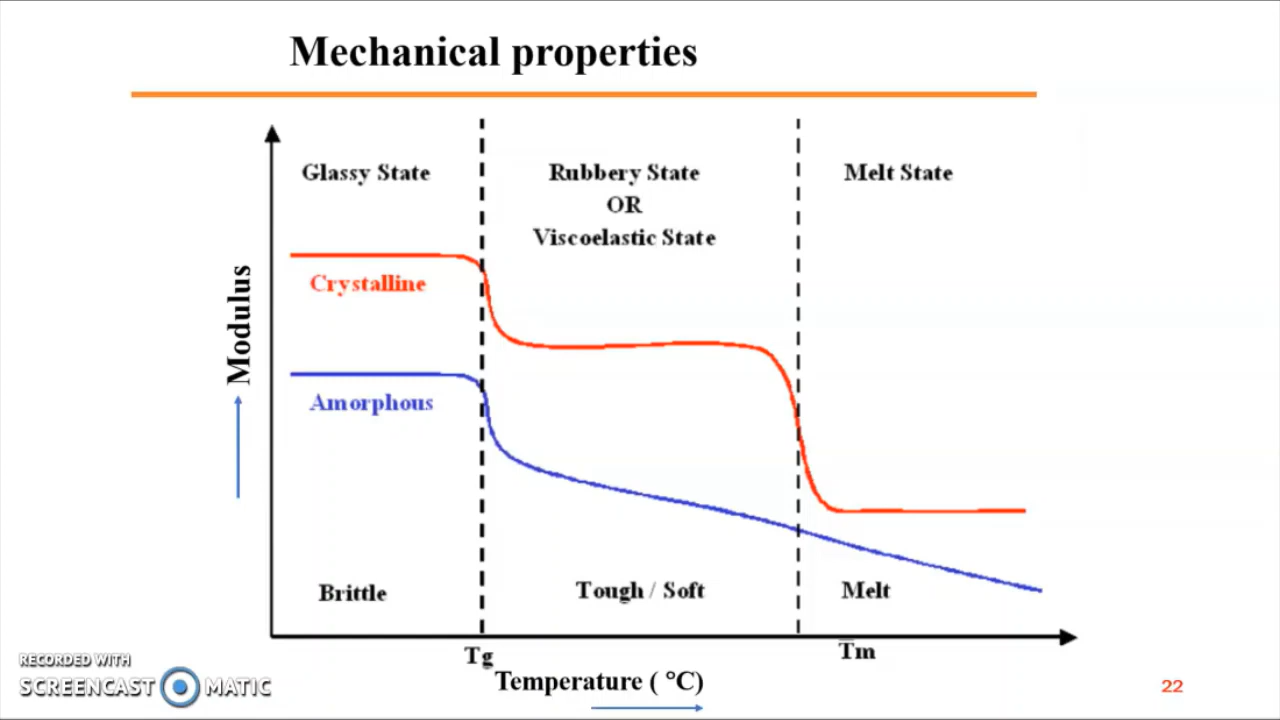 Mechanical properties
Glassy State
Rubbery State
OR
Viscoelastic State
Melt State
Crystalline
Modulus
Amorphous
Brittle
Tough / Soft
Melt
Tg
Tm
Temperature ( °C)
RECORDED WITH
SCREENCAST MATIC
22